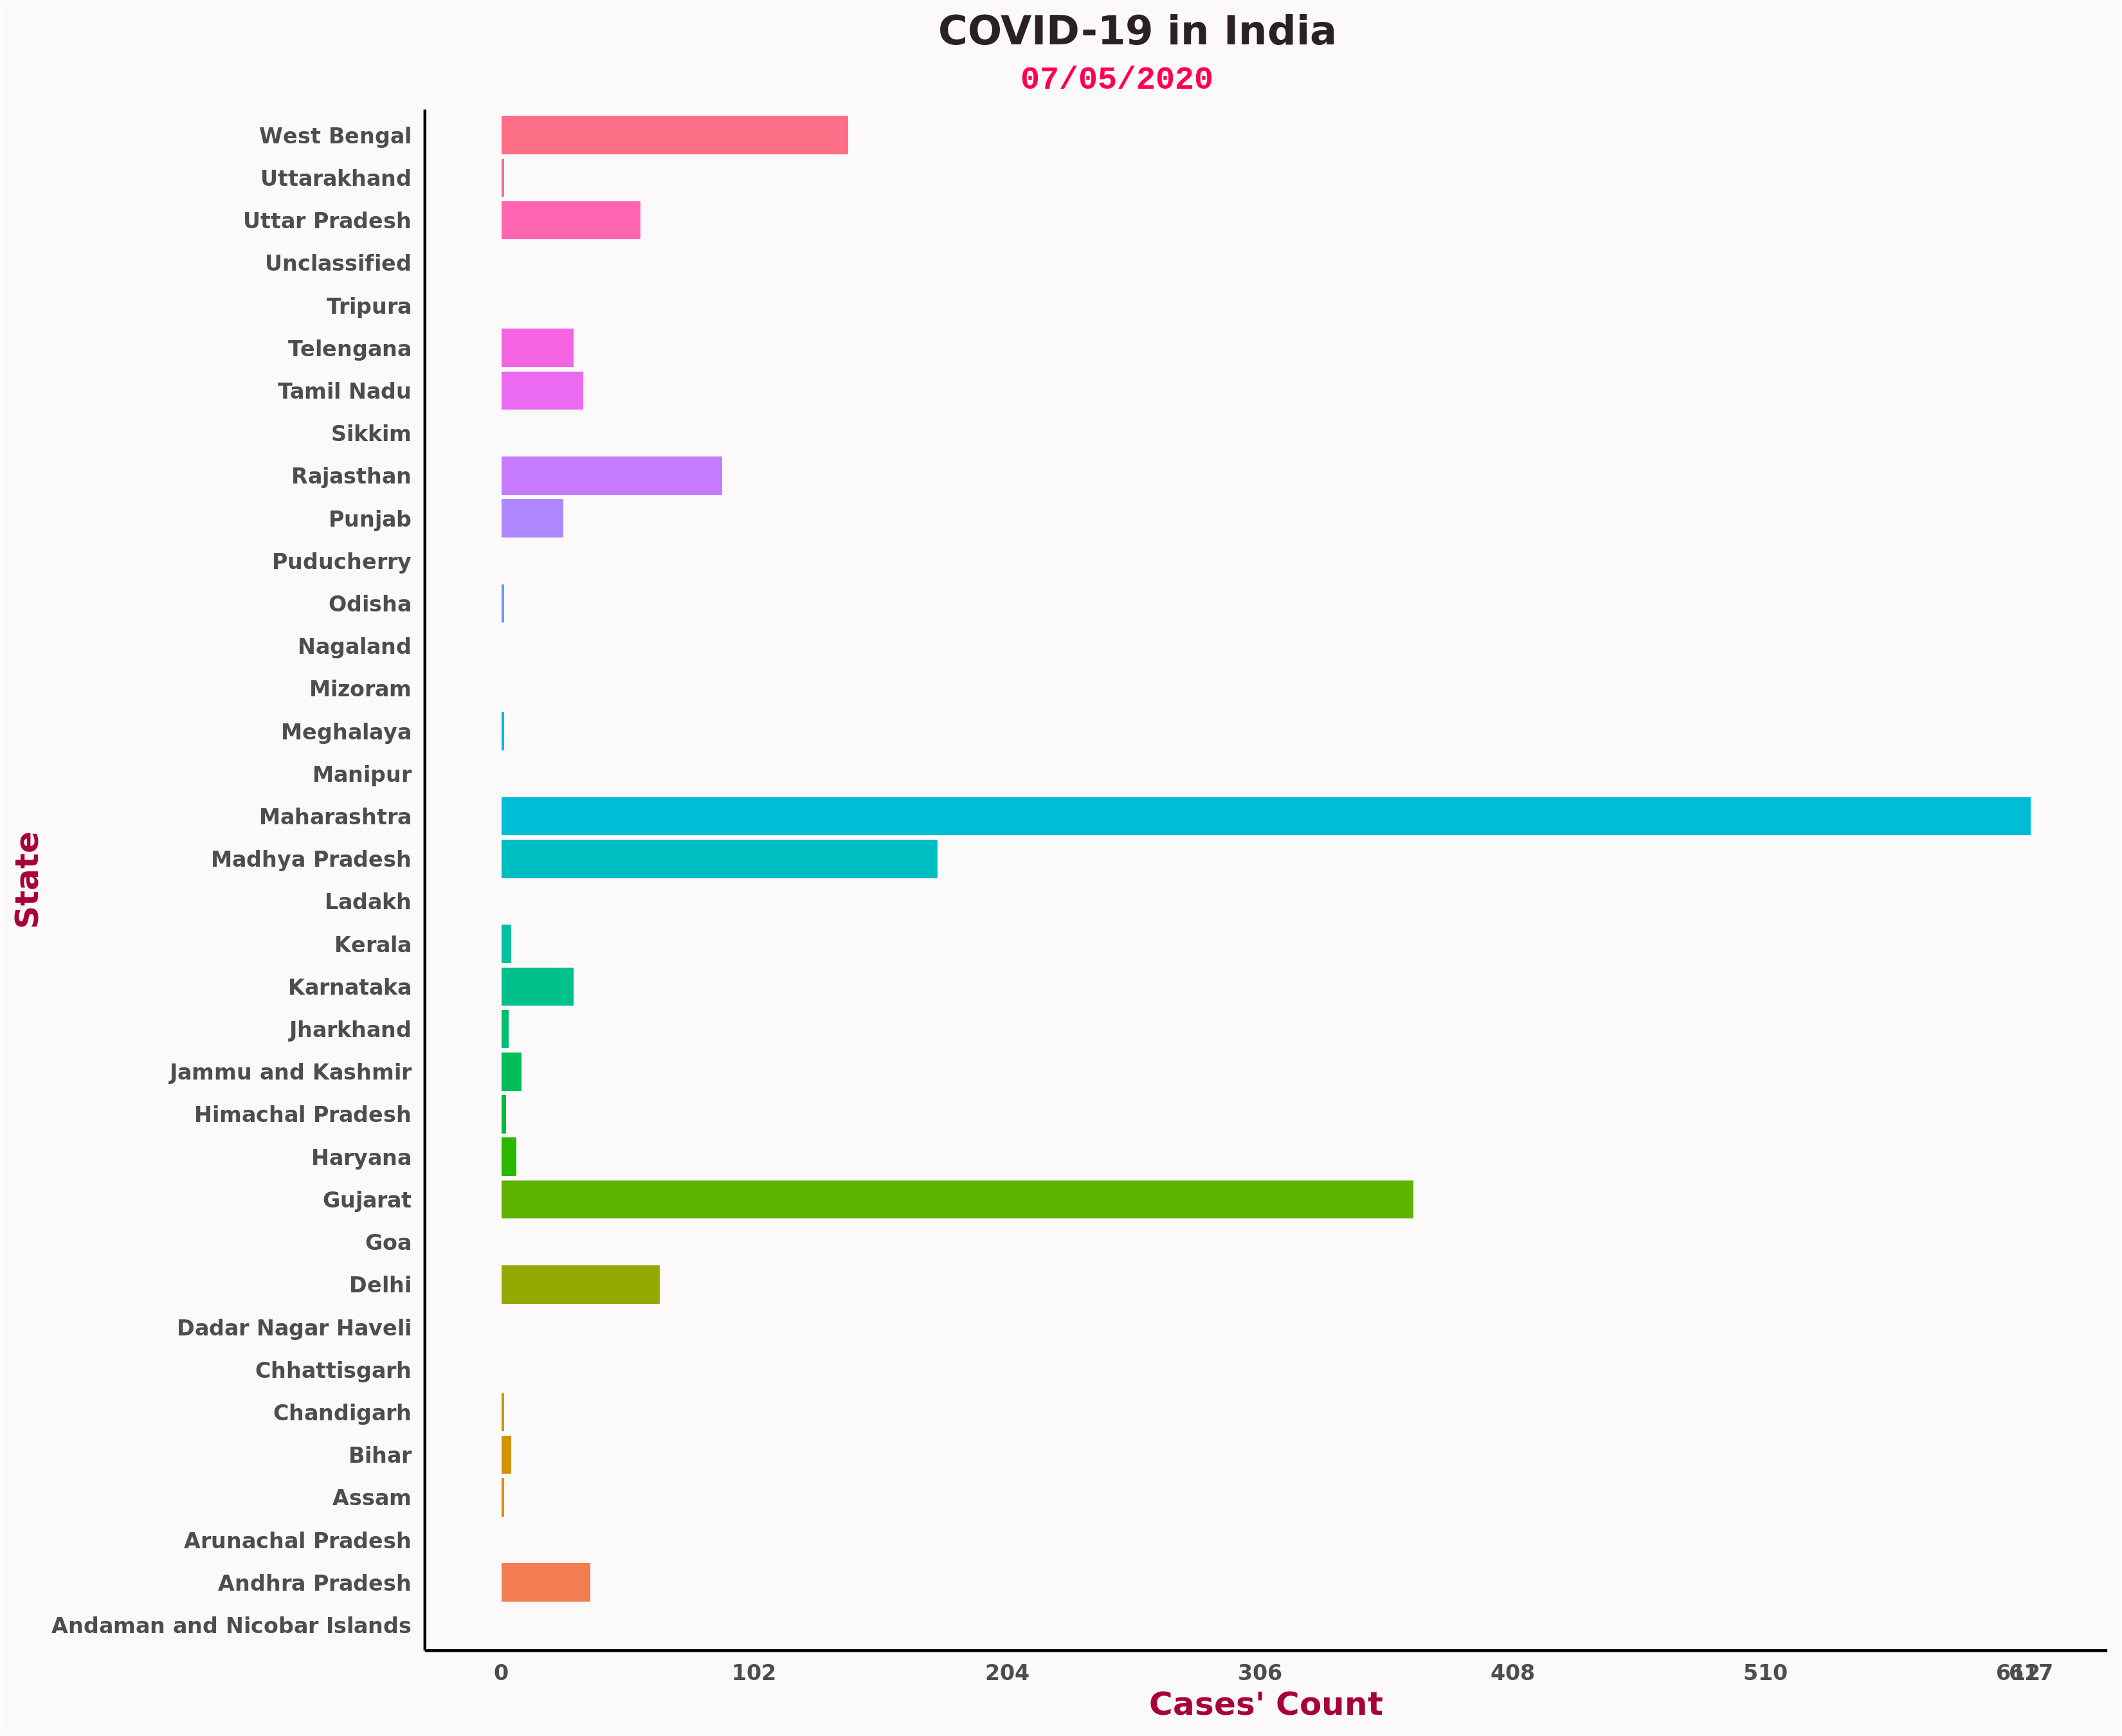 COVID-19 in India
07/05/2020
West Bengal
Uttarakhand
Uttar Pradesh
Unclassified
Tripura
Telengana
Tamil Nadu
Sikkim
Rajasthan
Punjab
Puducherry
Odisha
Nagaland
Mizoram
Meghalaya
Manipur
Maharashtra
Madhya Pradesh
Ladakh
Kerala
Karnataka
Jharkhand
Jammu and Kashmir
Himachal Pradesh
Haryana
Gujarat
Goa
Delhi
Dadar Nagar Haveli
Chhattisgarh
Chandigarh
Bihar
Assam
Arunachal Pradesh
Andhra Pradesh
Andaman and Nicobar Islands
State
0 102 204 306 408 510 612 617
Cases' Count